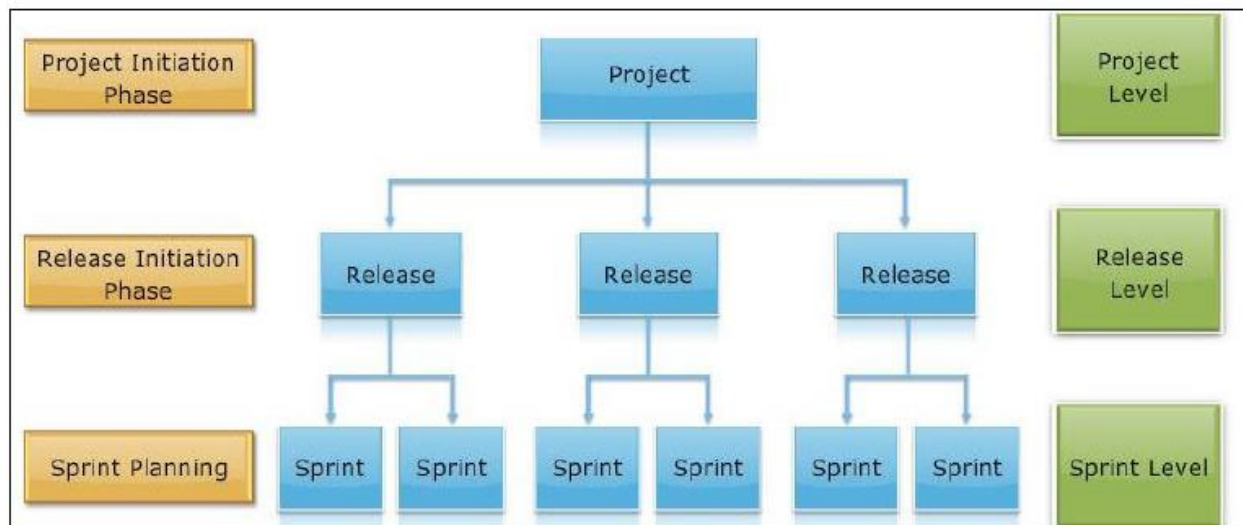 Project Initiation
Phase
Project
Project
Level
Release Initiation
Phase
Release
Release
Release
Release
Level
Sprint Planning
Sprint
Sprint
Sprint
Sprint
Sprint
Sprint
Sprint Level